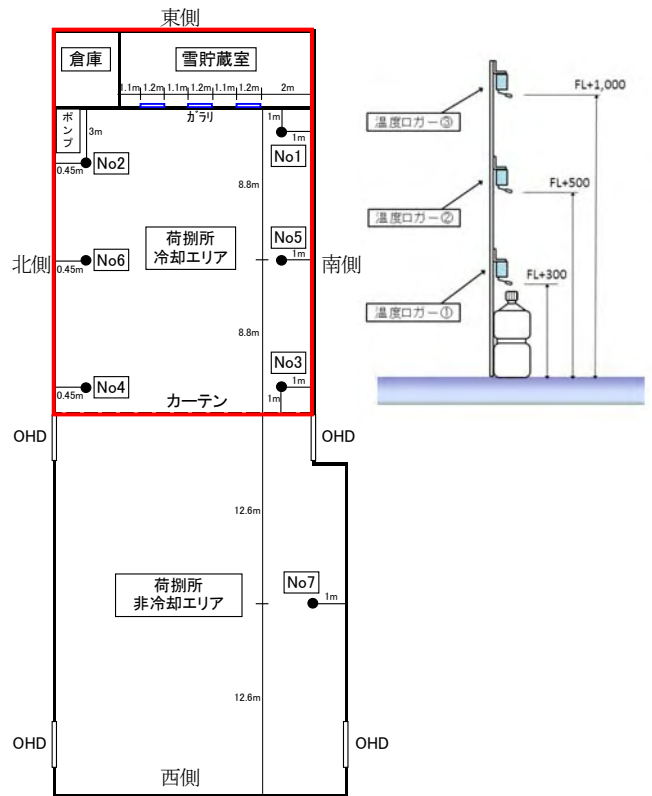 東側
倉庫
雪貯蔵室
1.1m
1.2m
1.1m
1.2m
1.1m
1.2m
2m
ガラリ
ポンプ
3m
1m
1m
No1
No2
0.45m
8.8m
荷捌所
冷却エリア
No5
1m
北側
南側
No6
0.45m
8.8m
No3
1m
1m
No4
0.45m
カーテン
OHD
OHD
12.6m
荷捌所
非冷却エリア
No7
1m
12.6m
OHD
OHD
西側
FL+1,000
温度ロガー③
FL+500
温度ロガー②
FL+300
温度ロガー①